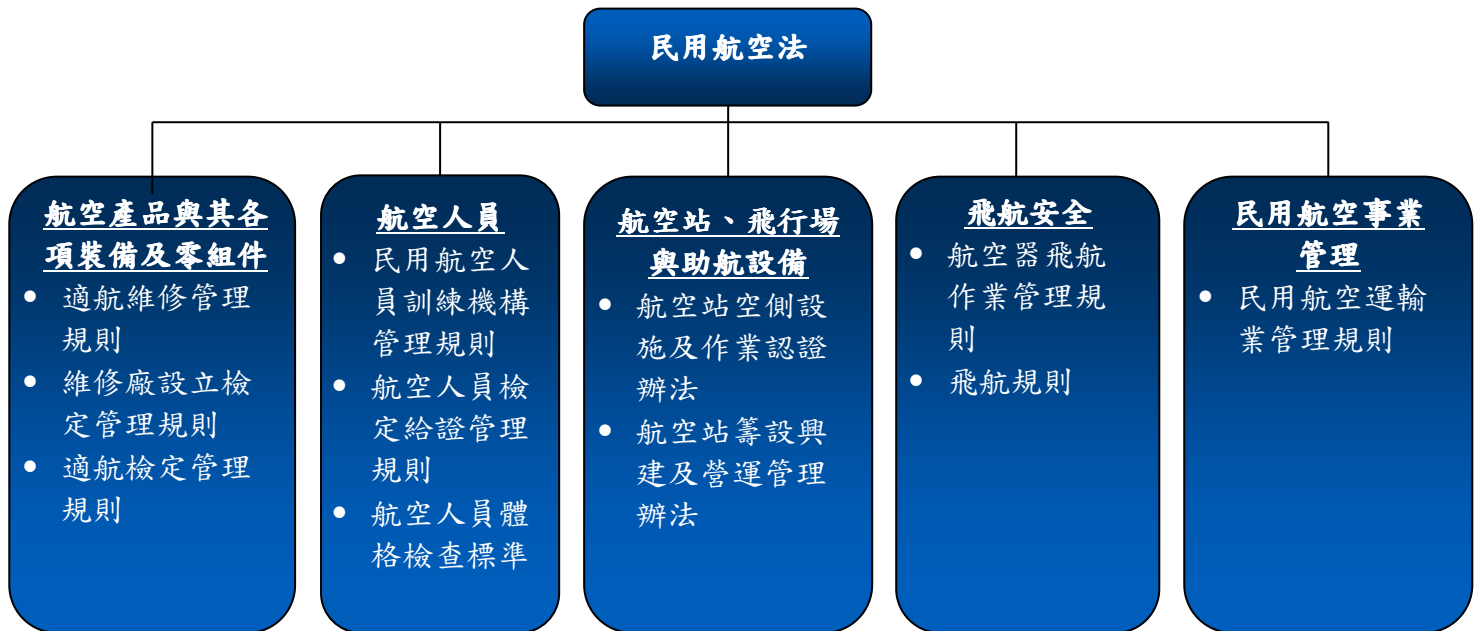 民用航空法
航空產品與其各
項裝備及零組件
• 適航維修管理
規則
• 維修廠設立檢
定管理規則
• 適航檢定管理
規則
航空人員
• 民用航空人
員訓練機構
管理規則
• 航空人員檢
定給證管理
規則
• 航空人員體
格檢查標準
航空站、飛行場
與助航設備
• 航空站空側設
施及作業認證
辦法
• 航空站籌設興
建及營運管理
辦法
飛航安全
• 航空器飛航
作業管理規
則
• 飛航規則
民用航空事業
管理
• 民用航空運輸
業管理規則